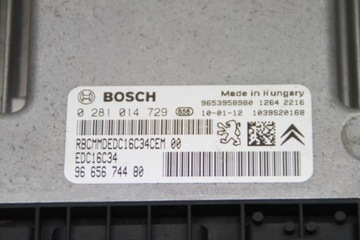 BOSCH
Made in Hungary
0 281 014 729 658
9653958980 1264 2216
10-01-12 1039S20168
RBCMMDEDC16C34CEM 00
EDC16C34
96 656 744 80